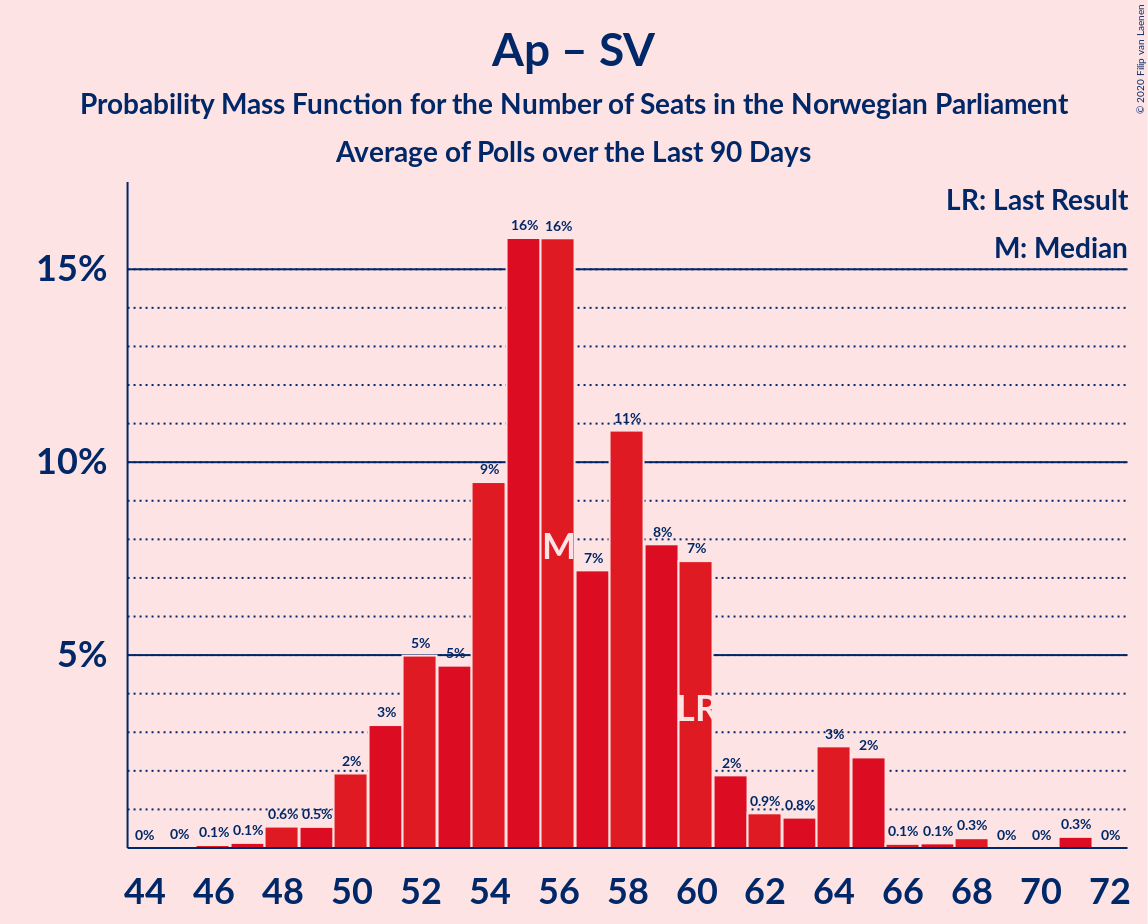 Ap – SV
Probability Mass Function for the Number of Seats in the Norwegian Parliament
Average of Polls over the Last 90 Days
© 2020 Filip van Laenen
LR: Last Result
M: Median
15%
10%
5%
0% 0% 0.1% 0.1% 0.6% 0.5% 2% 3% 5% 5% 9% 16% 16% 7% 11% 8% 7% 2% 0.9% 0.8% 3% 2% 0.1% 0.1% 0.3% 0% 0% 0.3% 0%
M
LR
44 46 48 50 52 54 56 58 60 62 64 66 68 70 72